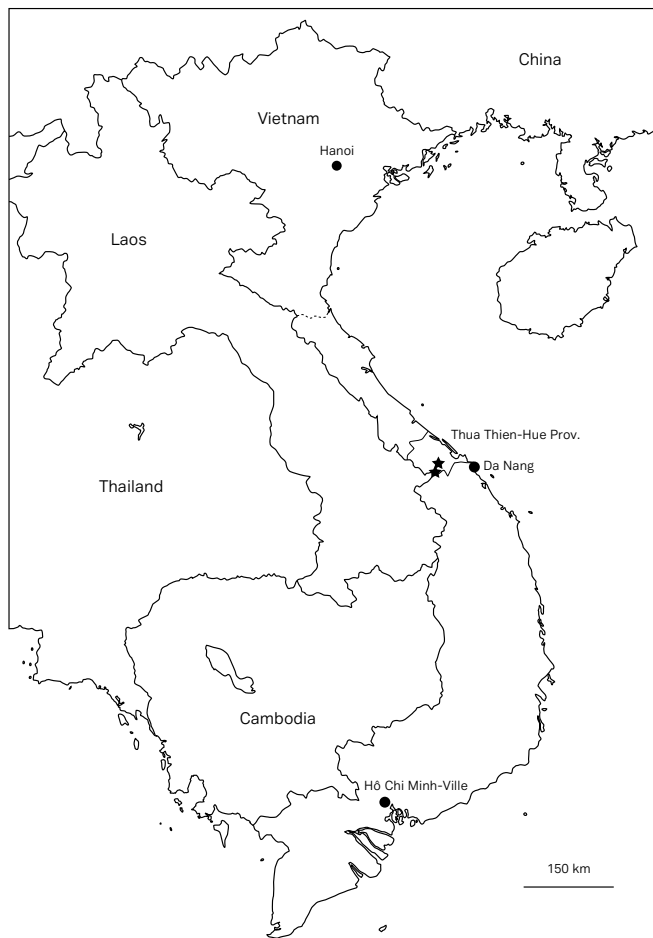 China
Vietnam
Hanoi
Laos
Thua Thien-Hue Prov.
Da Nang
Thailand
Cambodia
Hô Chi Minh-Ville
150 km